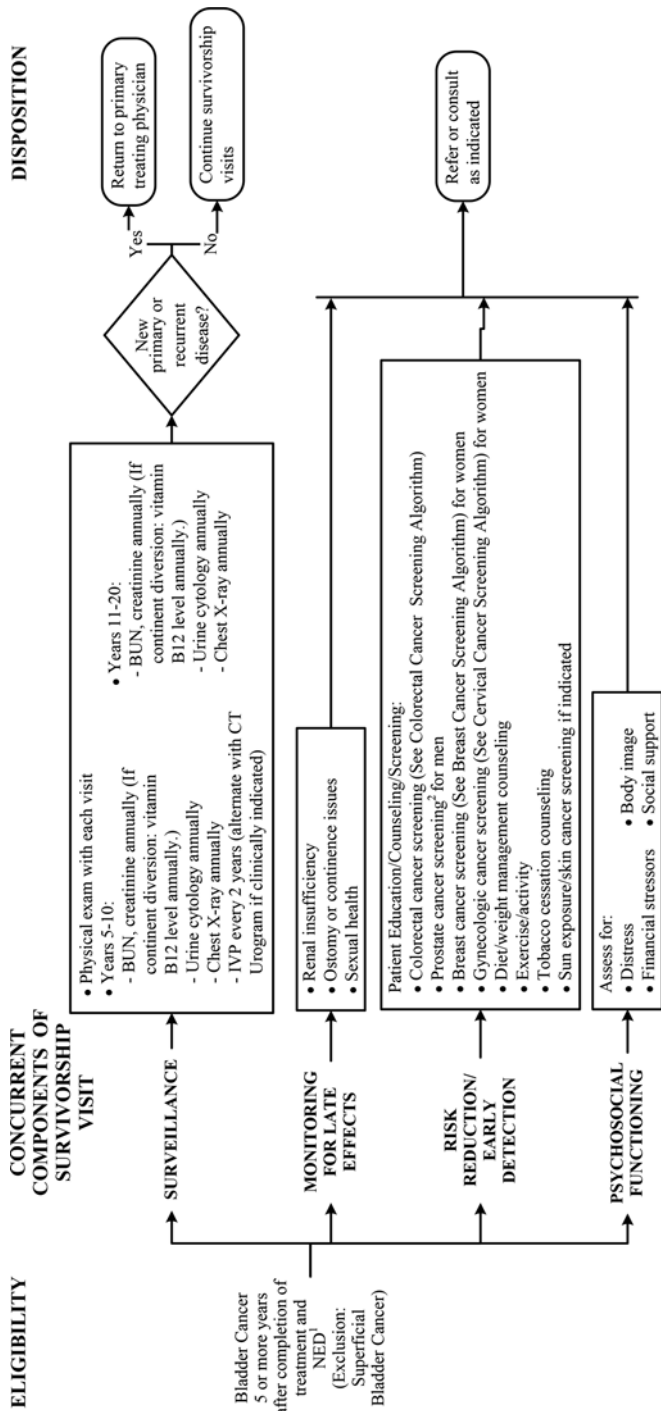 ELIGIBILITY
CONCURRENT
COMPONENTS OF
SURVIVORSHIP
VISIT
DISPOSITION
Bladder Cancer
5 or more years
after completion of
treatment and
NED¹
(Exclusion:
Superficial
Bladder Cancer)
SURVEILLANCE
• Physical exam with each visit
• Years 5-10:
- BUN, creatinine annually (If
continent diversion: vitamin
B12 level annually.)
- Urine cytology annually
- Chest X-ray annually
- IVP every 2 years (alternate with CT
Urogram if clinically indicated)
• Years 11-20:
- BUN, creatinine annually (If
continent diversion: vitamin
B12 level annually.)
- Urine cytology annually
- Chest X-ray annually
New
primary or
recurrent
disease?
Yes
Return to primary
treating physician
No
Continue survivorship
visits
MONITORING
FOR LATE
EFFECTS
• Renal insufficiency
• Ostomy or continence issues
• Sexual health
RISK
REDUCTION/
EARLY
DETECTION
Patient Education/Counseling/Screening:
• Colorectal cancer screening (See Colorectal Cancer Screening Algorithm)
• Prostate cancer screening² for men
• Breast cancer screening (See Breast Cancer Screening Algorithm) for women
• Gynecologic cancer screening (See Cervical Cancer Screening Algorithm) for women
• Diet/weight management counseling
• Exercise/activity
• Tobacco cessation counseling
• Sun exposure/skin cancer screening if indicated
PSYCHOSOCIAL
FUNCTIONING
Assess for:
• Distress
• Financial stressors
• Body image
• Social support
Refer or consult
as indicated